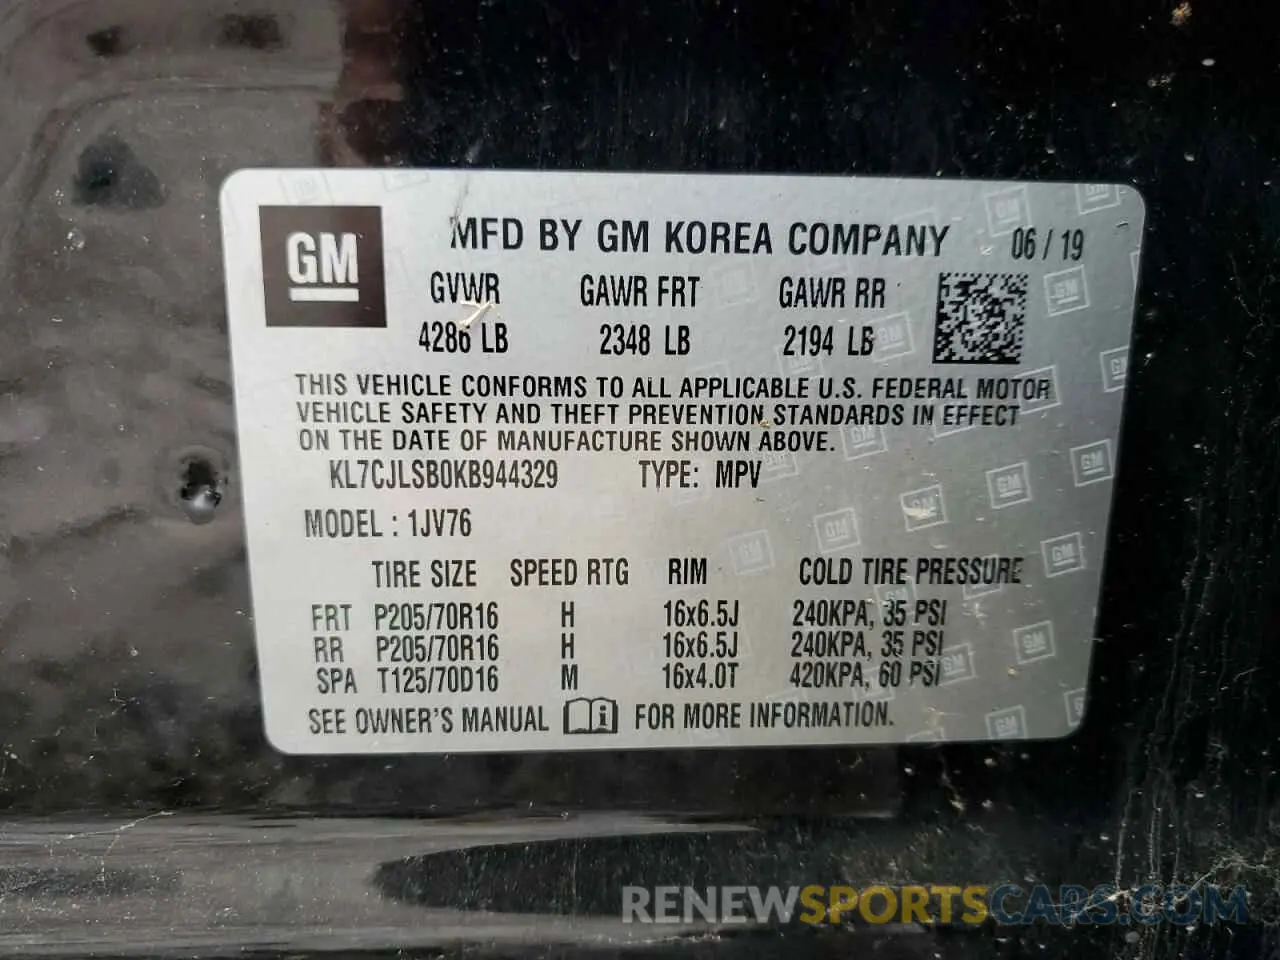 GM
MFD BY GM KOREA COMPANY 06 / 19
GVWR GAWR FRT GAWR RR
4286 LB 2348 LB 2194 LB
THIS VEHICLE CONFORMS TO ALL APPLICABLE U.S. FEDERAL MOTOR
VEHICLE SAFETY AND THEFT PREVENTION STANDARDS IN EFFECT
ON THE DATE OF MANUFACTURE SHOWN ABOVE.
KL7CJLSB0KB944329 TYPE: MPV
MODEL : 1JV76
TIRE SIZE SPEED RTG RIM COLD TIRE PRESSURE
FRT P205/70R16 H 16x6.5J 240KPA, 35 PSI
RR P205/70R16 H 16x6.5J 240KPA, 35 PSI
SPA T125/70D16 M 16x4.0T 420KPA, 60 PSI
SEE OWNER'S MANUAL i FOR MORE INFORMATION.
RENEWSPORTSCARS.COM